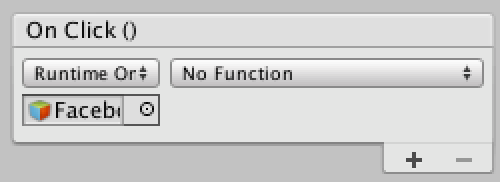 On Click ()
Runtime Or
No Function
Facebo